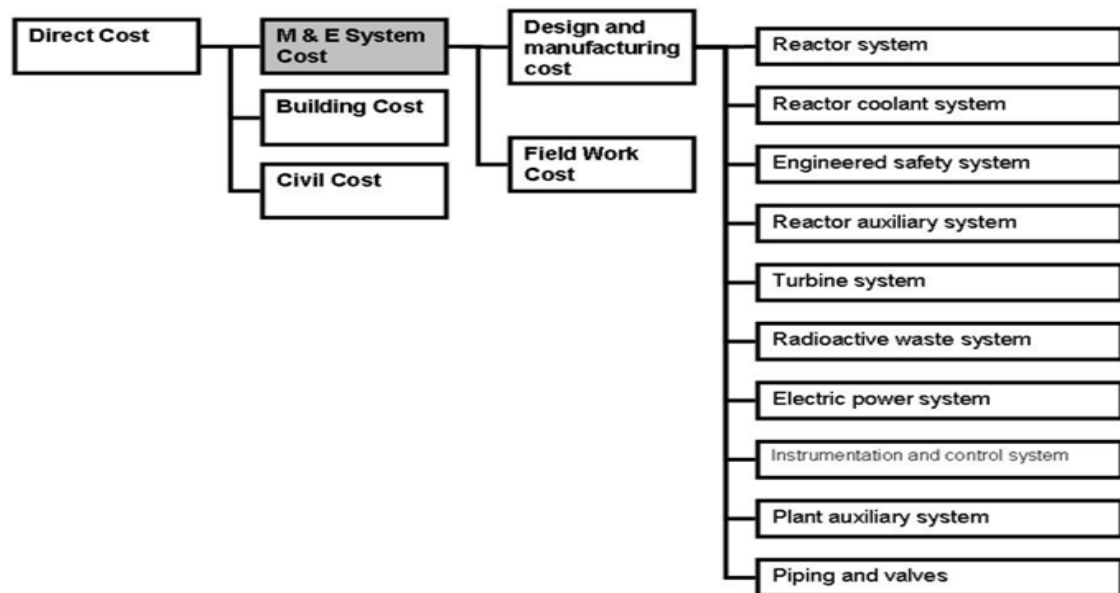 Direct Cost
M & E System
Cost
Building Cost
Civil Cost
Design and
manufacturing
cost
Field Work
Cost
Reactor system
Reactor coolant system
Engineered safety system
Reactor auxiliary system
Turbine system
Radioactive waste system
Electric power system
Instrumentation and control system
Plant auxiliary system
Piping and valves